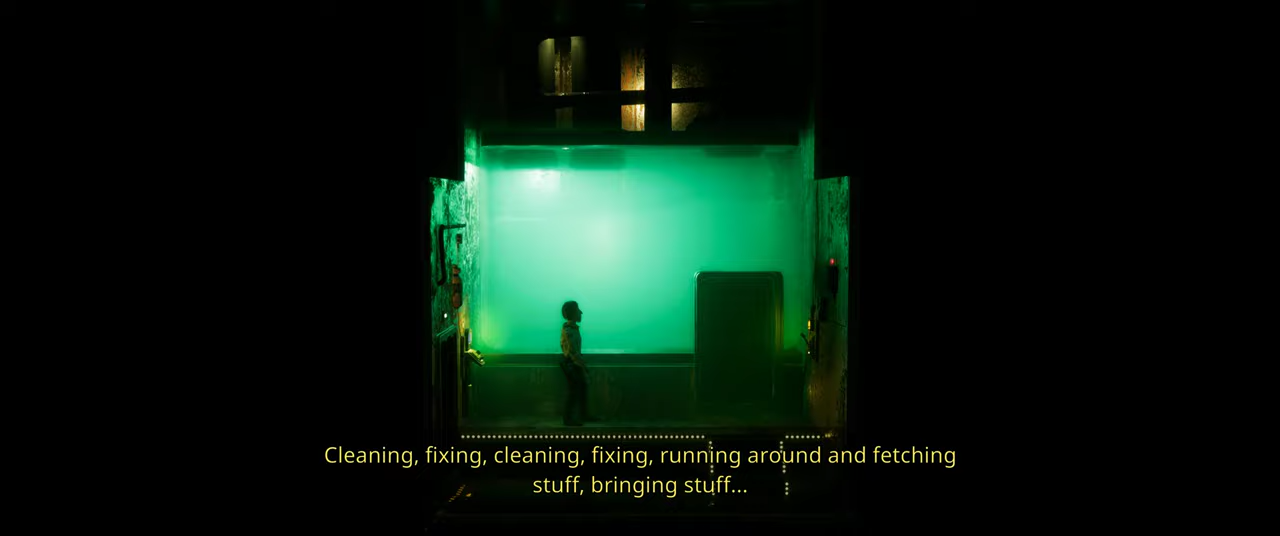 Cleaning, fixing, cleaning, fixing, running around and fetching
stuff, bringing stuff...